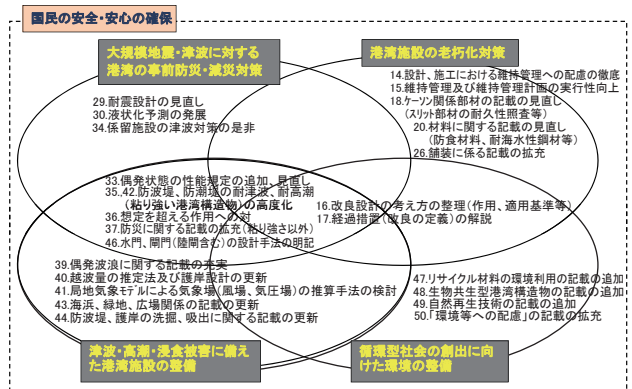 国民の安全・安心の確保
大規模地震・津波に対する
港湾の事前防災・減災対策
港湾施設の老朽化対策
29.耐震設計の見直し
30.液状化予測の発展
34.保留施設の津波対策の是非
14.設計、施工における維持管理への配慮の徹底
15.維持管理及び維持管理計画の実行性向上
18.ケーソン関係部材の記載の見直し
(スリット部材の耐久性照査等)
20.材料に関する記載の見直し
(防食材料、耐海水性鋼材等)
26.舗装に係る記載の拡充
33.偶発状態の性能規定の追加、見直し
35.42.防波堤、防潮堤の耐津波、耐高潮
(粘り強い港湾構造物)の高度化
36.想定を超える作用への対
37.防災に関する記載の拡充(粘り強さ以外)
46.水門、閘門(陸閘含む)の設計手法の明記
16.改良設計の考え方の整理(作用、適用基準等)
17.経過措置(改良の定義)の解説
39.偶発波浪に関する記載の充実
40.越波量の推定法及び護岸設計の更新
41.局地気象モデルによる気象場(風場、気圧場)の推算手法の検討
43.海浜、緑地、広場関係の記載の更新
44.防波堤、護岸の洗掘、吸出に関する記載の更新
47.リサイクル材料の環境利用の記載の追加
48.生物共生型港湾構造物の記載の追加
49.自然再生技術の記載の追加
50.「環境等への配慮」の記載の拡充
津波・高潮・浸食被害に備え
た港湾施設の整備
循環型社会の創出に向
けた環境の整備